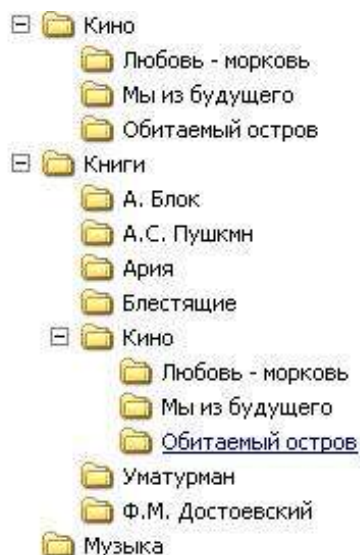 Кино
Любовь - морковь
Мы из будущего
Обитаемый остров
Книги
А. Блок
А.С. Пушкмн
Ария
Блестящие
Кино
Любовь - морковь
Мы из будущего
Обитаемый остров
Уматурман
Ф.М. Достоевский
Музыка